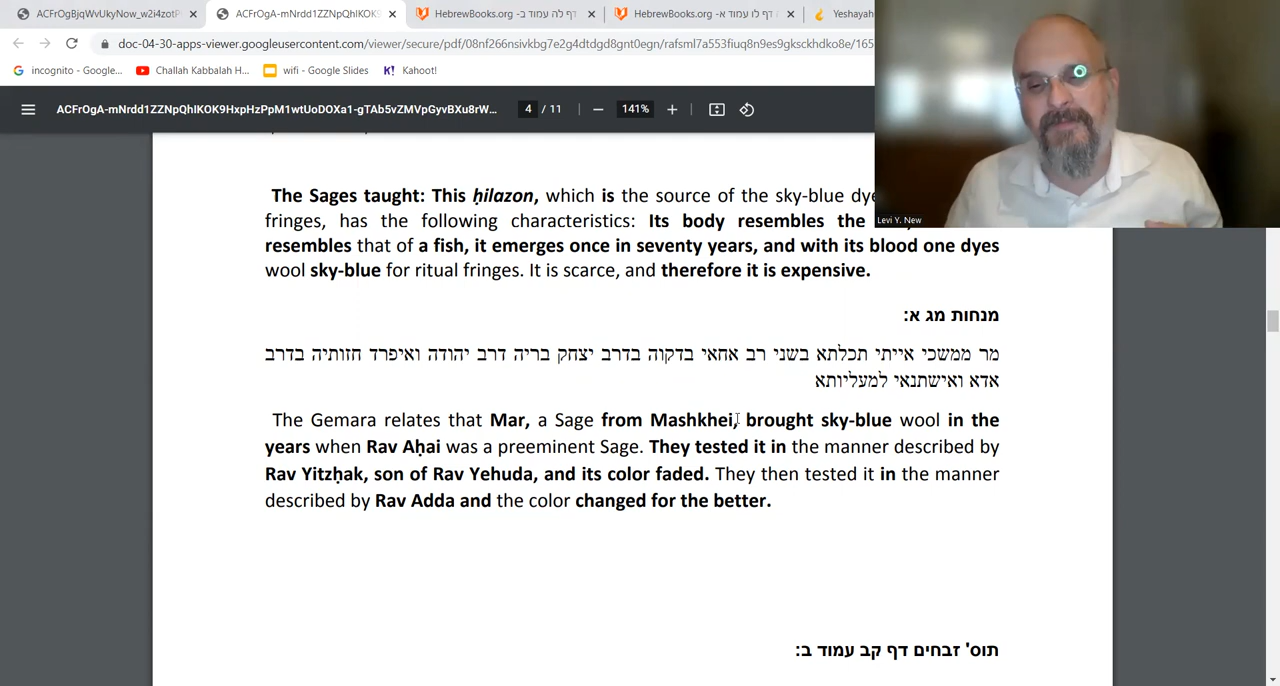 ACFrOgBjqWvUkyNow_w2i4zotP
ACFrOgA-mNrdd1ZZNpQhIKOK9
HebrewBooks.org דף לה עמוד ב -
HebrewBooks.org דף לו עמוד א -
Yeshayah
doc-04-30-apps-viewer.googleusercontent.com/viewer/secure/pdf/08nf266nsivkbg7e2g4dtdgd8gnt0egn/rafsml7a553fiuq8n9es9gksckhdko8e/165
incognito - Google...
Challah Kabbalah H...
wifi - Google Slides
Kahoot!
ACFrOgA-mNrdd1ZZNpQhIKOK9HxpHzPpM1wtUoDOXa1-gTAb5vZMVpGyvBXu8rW...
4 / 11
141%
Levi Y. New
The Sages taught: This ḥilazon, which is the source of the sky-blue dye
fringes, has the following characteristics: Its body resembles the
resembles that of a fish, it emerges once in seventy years, and with its blood one dyes
wool sky-blue for ritual fringes. It is scarce, and therefore it is expensive.
מנחות מג א:
מר ממשכי אייתי תכלתא בשני רב אחאי בדקוה בדרב יצחק בריה דרב יהודה ואיפרד חזותיה בדרב
אדא ואישתנאי למעליותא
The Gemara relates that Mar, a Sage from Mashkhei, brought sky-blue wool in the
years when Rav Aḥai was a preeminent Sage. They tested it in the manner described by
Rav Yitzḥak, son of Rav Yehuda, and its color faded. They then tested it in the manner
described by Rav Adda and the color changed for the better.
תוס' זבחים דף קב עמוד ב: